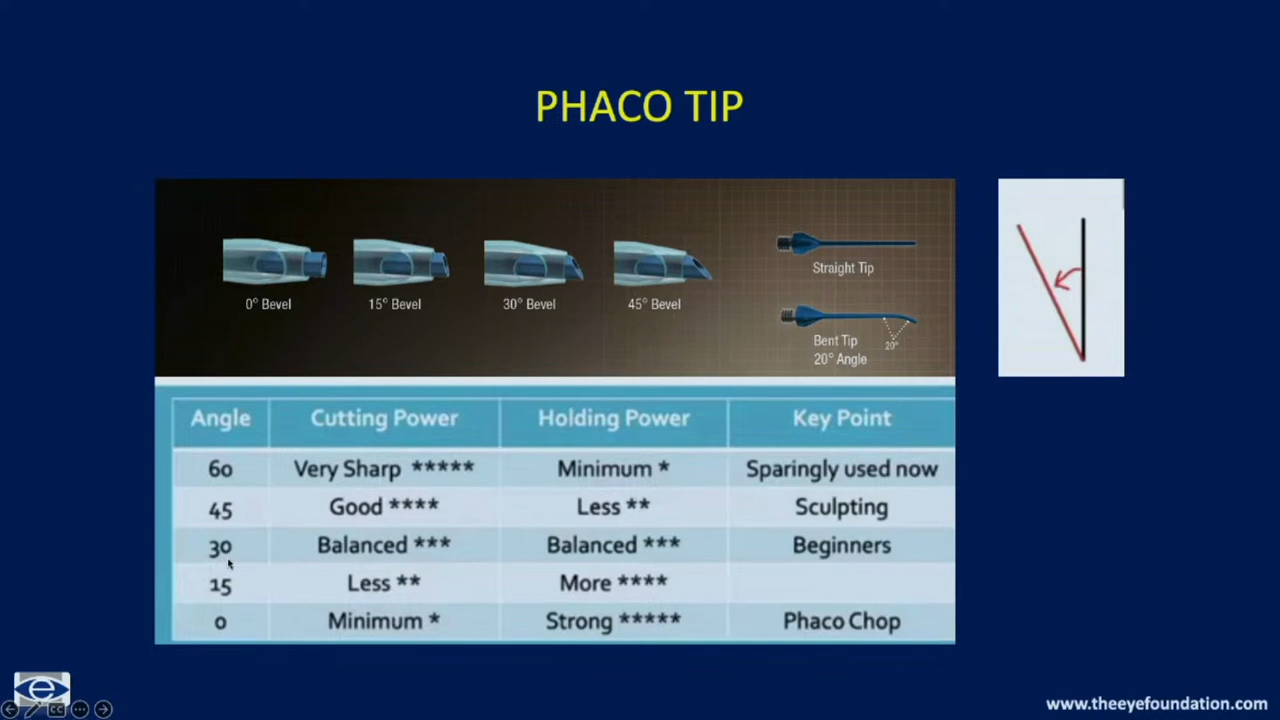 PHACO TIP
0° Bevel
15° Bevel
30° Bevel
45° Bevel
Straight Tip
Bent Tip
20° Angle
20°
Angle Cutting Power Holding Power Key Point
60 Very Sharp ***** Minimum * Sparingly used now
45 Good **** Less ** Sculpting
30 Balanced *** Balanced *** Beginners
15 Less ** More ****
0 Minimum * Strong ***** Phaco Chop
e
CC
www.theeyefoundation.com